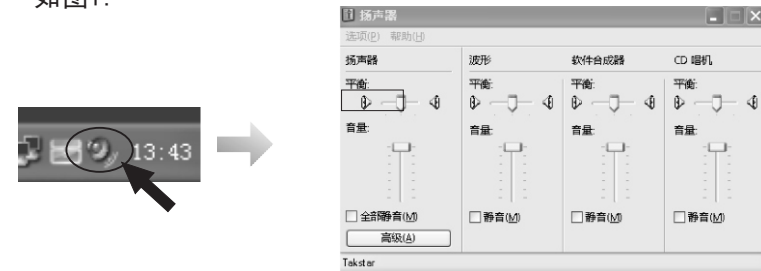 如图1:
13:43
扬声器
选项(P) 帮助(H)
扬声器 波形 软件合成器 CD 唱机
平衡: 平衡: 平衡: 平衡:
音量: 音量: 音量: 音量:
全部静音(M) 静音(M) 静音(M) 静音(M)
高级(A)
Takstar